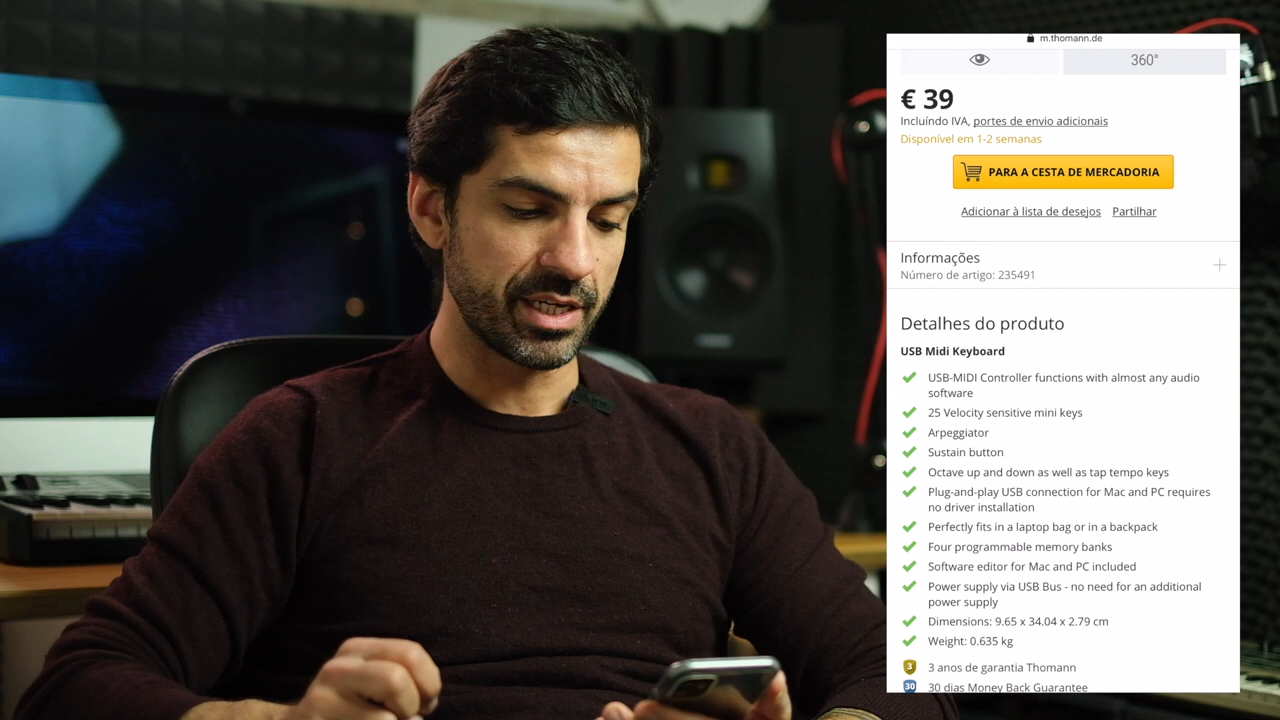 m.thomann.de
360°
€ 39
Incluíndo IVA, portes de envio adicionais
Disponível em 1-2 semanas
PARA A CESTA DE MERCADORIA
Adicionar à lista de desejos Partilhar
Informações
Número de artigo: 235491
Detalhes do produto
USB Midi Keyboard
USB-MIDI Controller functions with almost any audio
software
25 Velocity sensitive mini keys
Arpeggiator
Sustain button
Octave up and down as well as tap tempo keys
Plug-and-play USB connection for Mac and PC requires
no driver installation
Perfectly fits in a laptop bag or in a backpack
Four programmable memory banks
Software editor for Mac and PC included
Power supply via USB Bus - no need for an additional
power supply
Dimensions: 9.65 x 34.04 x 2.79 cm
Weight: 0.635 kg
3 3 anos de garantia Thomann
30 30 dias Money Back Guarantee